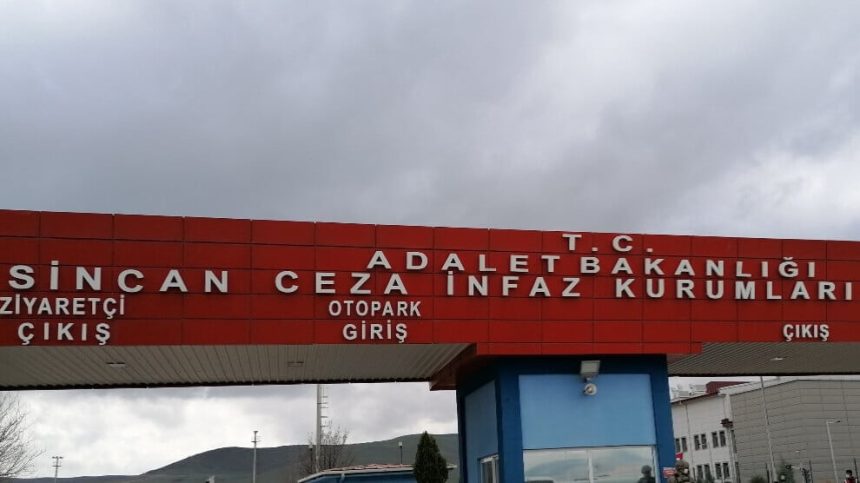 T.C.
ADALET BAKANLIĞI
SİNCAN CEZA İNFAZ KURUMLARI
ZİYARETÇİ
ÇIKIŞ
OTOPARK
GİRİŞ
ÇIKIŞ